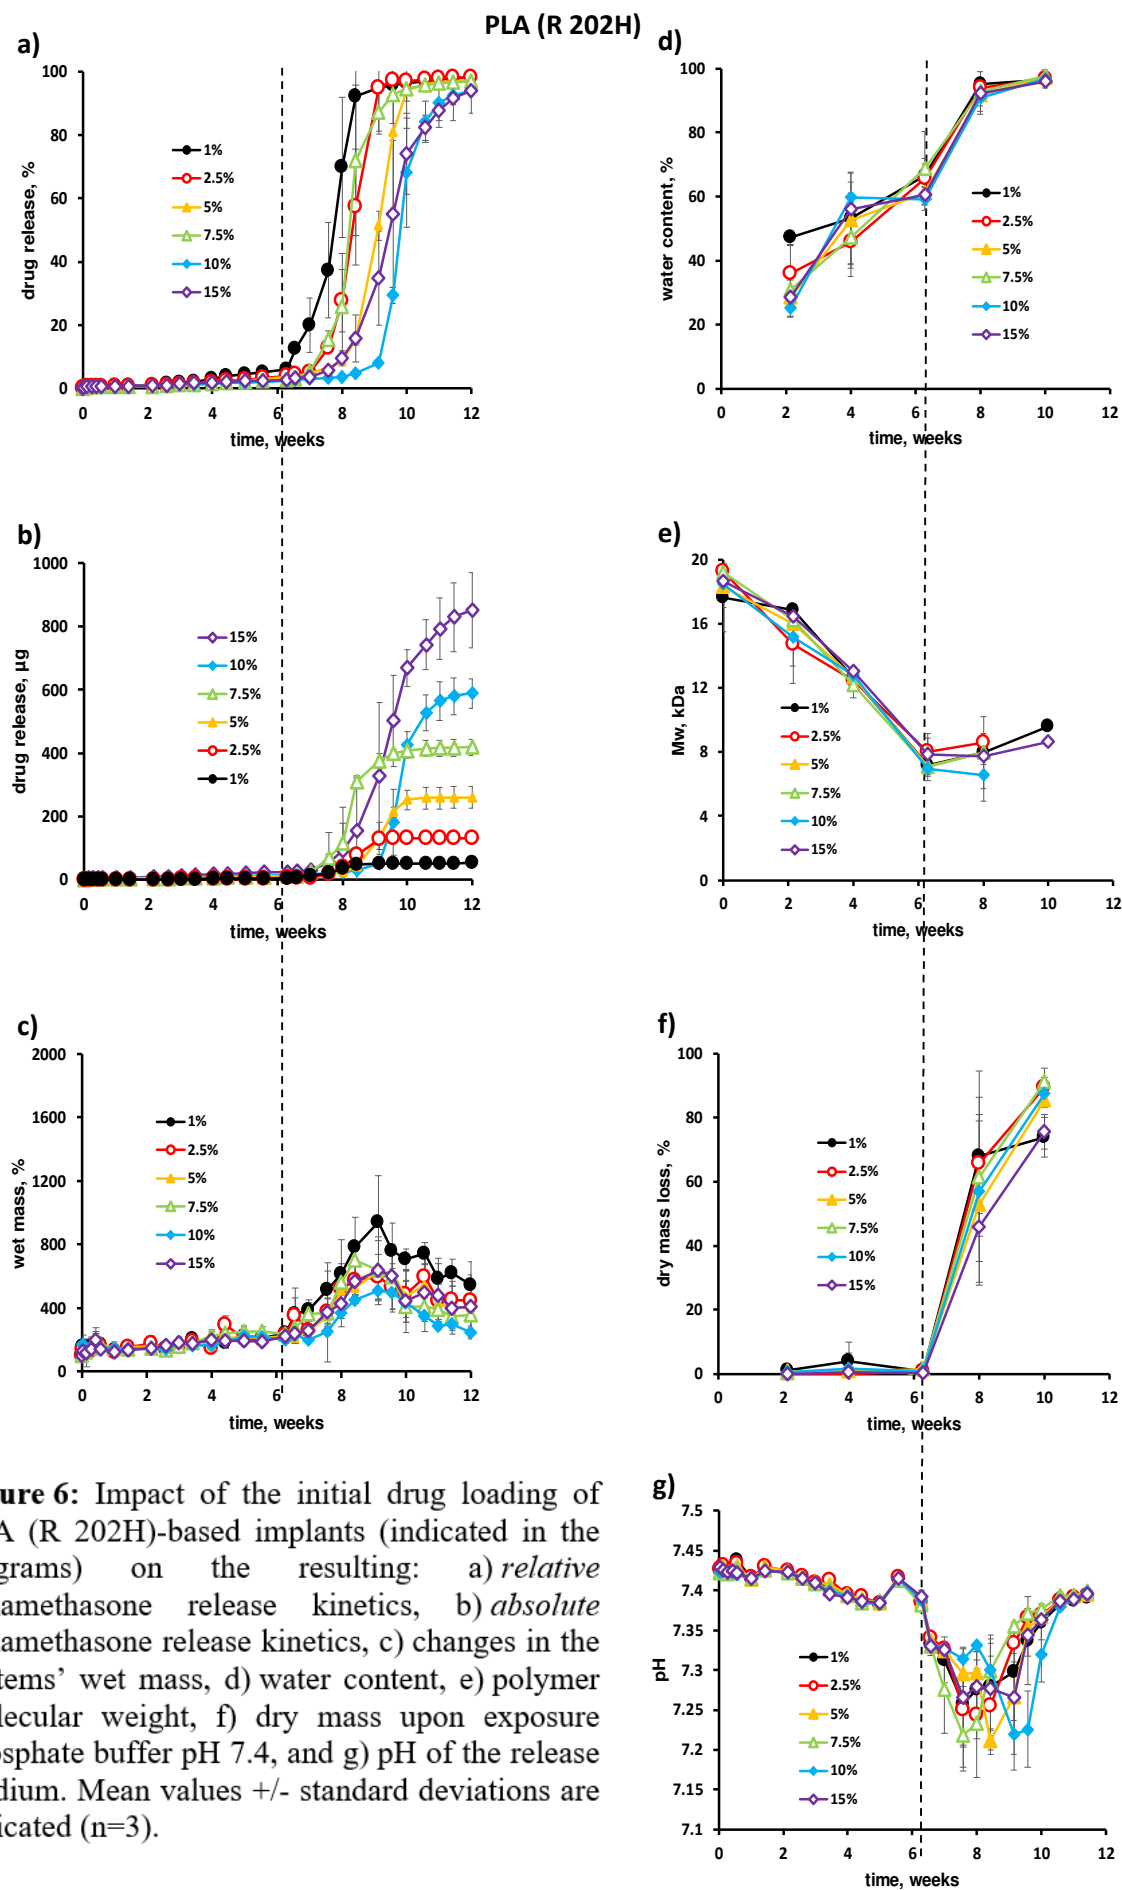 PLA (R 202H)
a)
100
80
60
40
20
0
0 2 4 6 8 10 12
drug release, %
time, weeks
1%
2.5%
5%
7.5%
10%
15%
b)
1000
800
600
400
200
0
0 2 4 6 8 10 12
drug release, µg
time, weeks
15%
10%
7.5%
5%
2.5%
1%
c)
2000
1600
1200
800
400
0
0 2 4 6 8 10 12
wet mass, %
time, weeks
1%
2.5%
5%
7.5%
10%
15%
ure 6: Impact of the initial drug loading of
A (R 202H)-based implants (indicated in the
grams) on the resulting: a) relative
amethasone release kinetics, b) absolute
amethasone release kinetics, c) changes in the
tems’ wet mass, d) water content, e) polymer
lecular weight, f) dry mass upon exposure
osphate buffer pH 7.4, and g) pH of the release
dium. Mean values +/- standard deviations are
icated (n=3).
d)
100
80
60
40
20
0
0 2 4 6 8 10 12
water content, %
time, weeks
1%
2.5%
5%
7.5%
10%
15%
e)
20
16
12
8
4
0
0 2 4 6 8 10 12
Mw, kDa
time, weeks
1%
2.5%
5%
7.5%
10%
15%
f)
100
80
60
40
20
0
0 2 4 6 8 10 12
dry mass loss, %
time, weeks
1%
2.5%
5%
7.5%
10%
15%
g)
7.5
7.45
7.4
7.35
7.3
7.25
7.2
7.15
7.1
0 2 4 6 8 10 12
pH
time, weeks
1%
2.5%
5%
7.5%
10%
15%